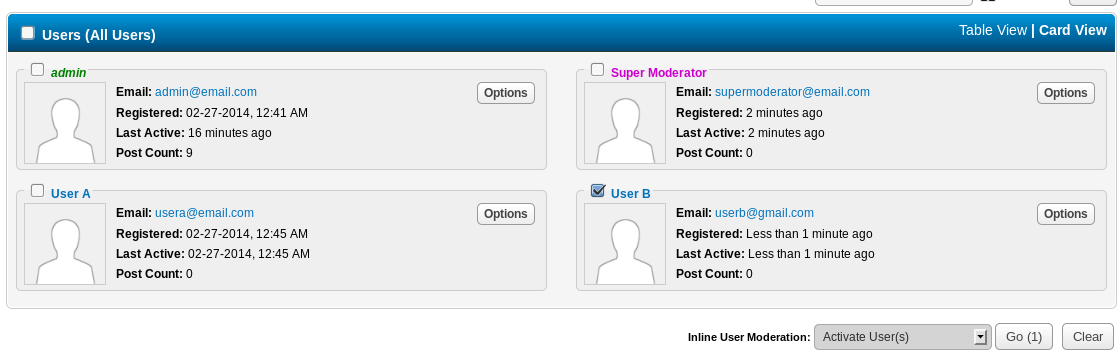 Users (All Users)
Table View | Card View
admin
Email: admin@email.com
Options
Registered: 02-27-2014, 12:41 AM
Last Active: 16 minutes ago
Post Count: 9
Super Moderator
Email: supermoderator@email.com
Options
Registered: 2 minutes ago
Last Active: 2 minutes ago
Post Count: 0
User A
Email: usera@email.com
Options
Registered: 02-27-2014, 12:45 AM
Last Active: 02-27-2014, 12:45 AM
Post Count: 0
User B
Email: userb@gmail.com
Options
Registered: Less than 1 minute ago
Last Active: Less than 1 minute ago
Post Count: 0
Inline User Moderation: Activate User(s) Go (1) Clear